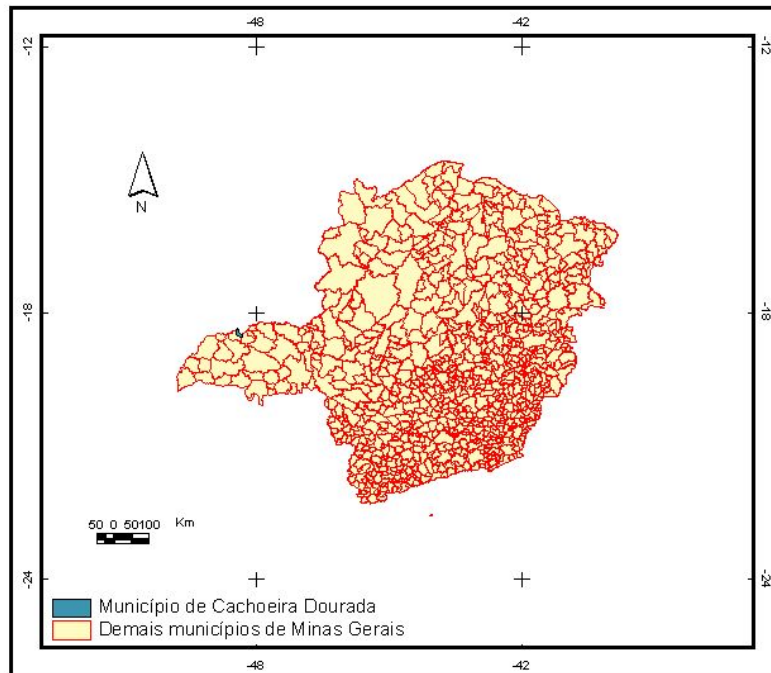 -48 -42
-12 -12
N
-18 -18
50 0 50100 Km
-24 -24
Município de Cachoeira Dourada
Demais municípios de Minas Gerais
-48 -42